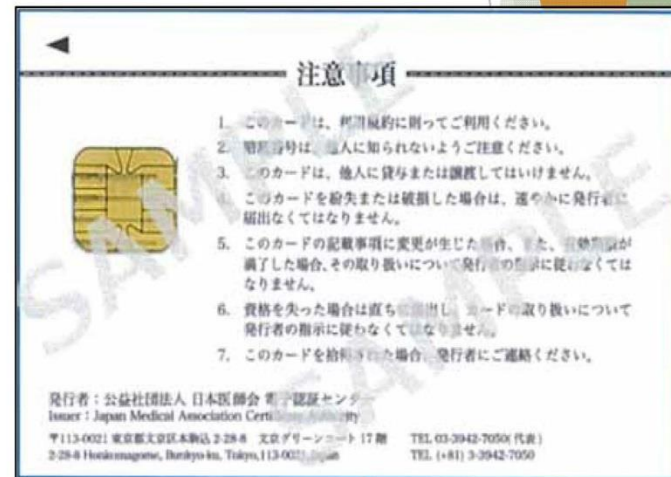 注意事項
1. このカードは、利用規約に則ってご利用ください。
2. 暗証番号は、他人に知られないようご注意ください。
3. このカードは、他人に貸与または譲渡してはいけません。
4. このカードを紛失または破損した場合は、速やかに発行者に
届出なくてはなりません。
5. このカードの記載事項に変更が生じた場合、また、有効期限が
満了した場合、その取り扱いについて発行者の指示に従わなくては
なりません。
6. 資格を失った場合は直ちに届出し、カードの取り扱いについて
発行者の指示に従わなくてはなりません。
7. このカードを拾得された場合、発行者にご連絡ください。
発行者：公益社団法人 日本医師会 電子認証センター
Issuer : Japan Medical Association Certificate Authority
〒113-0021 東京都文京区本駒込 2-28-8 文京グリーンコート 17 階 TEL 03-3942-7050( 代表 )
2-28-8 Honkomagome, Bunkyo-ku, Tokyo, 113-0021, Japan TEL (+81) 3-3942-7050
SAMPLE
SAMPLE